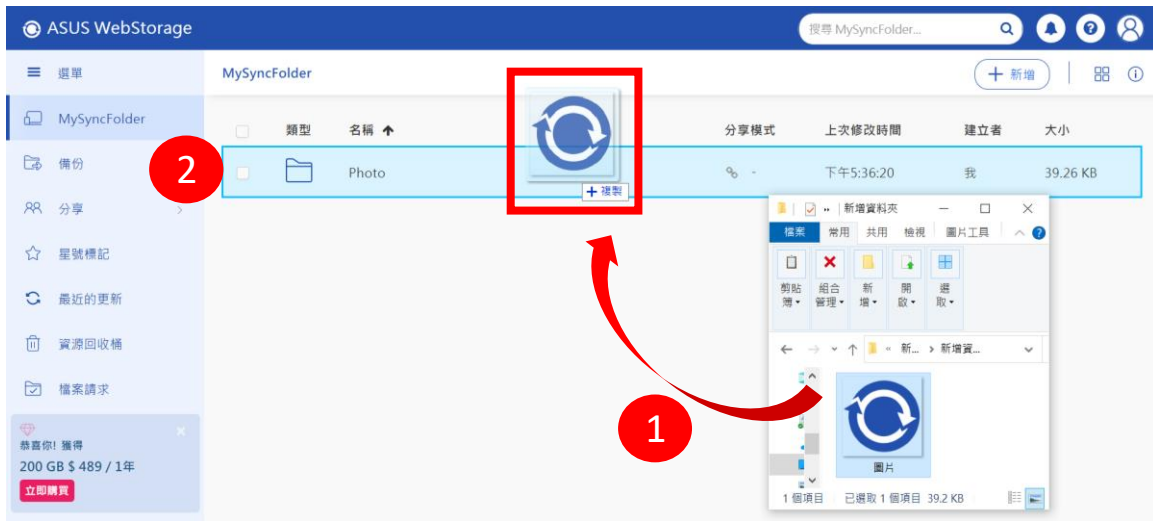 ASUS WebStorage
搜尋 MySyncFolder...
選單
MySyncFolder
+ 新增
MySyncFolder
備份
分享
星號標記
最近的更新
資源回收桶
檔案請求
恭喜你! 獲得
200 GB $ 489 / 1年
立即購買
類型 名稱 分享模式 上次修改時間 建立者 大小
2
Photo - 下午5:36:20 我 39.26 KB
+ 複製
新增資料夾
檔案 常用 共用 檢視 圖片工具
剪貼簿
組合管理
新增
開啟
選取
新... › 新增資...
1
圖片
1 個項目 已選取 1 個項目 39.2 KB